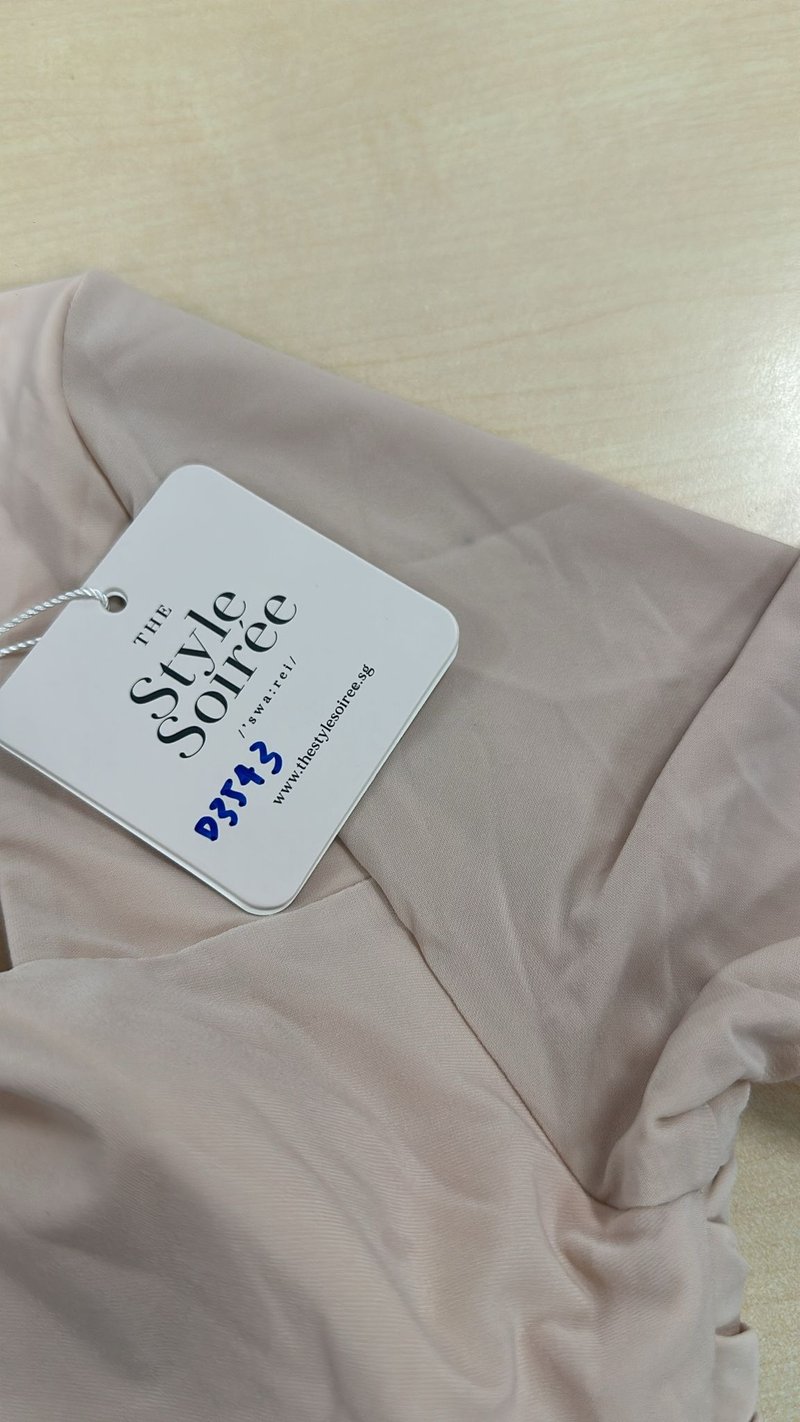 THE
Style
Soirée
/'swa:rei/
D3543
www.thestylesoiree.sg